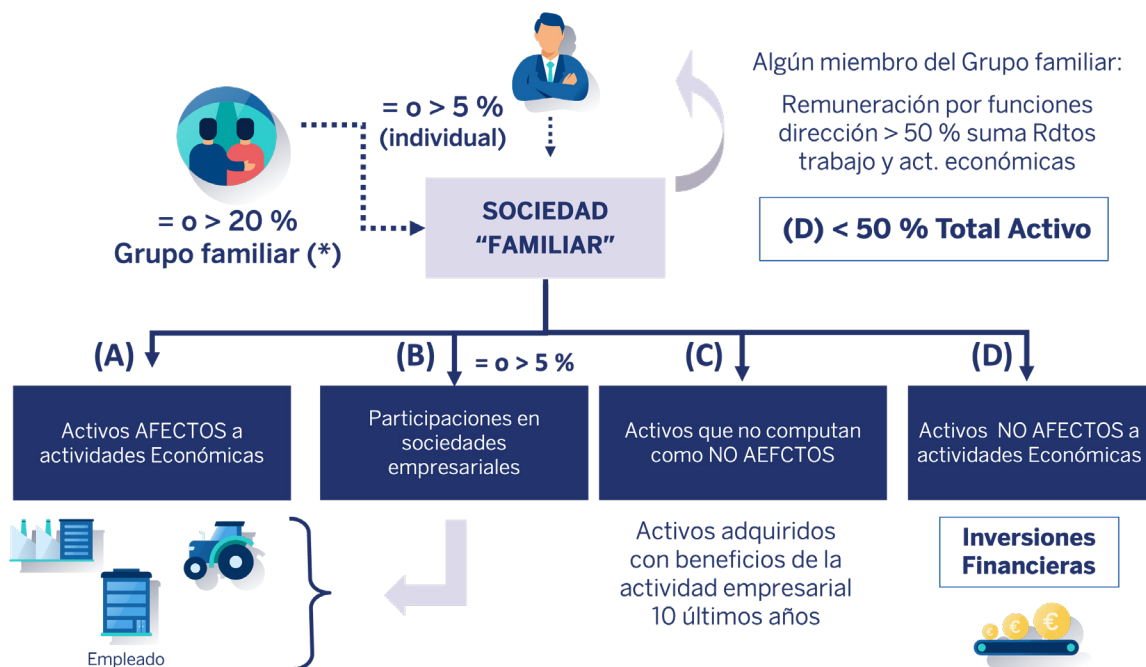 = o > 5 %
(individual)
= o > 20 %
Grupo familiar (*)
SOCIEDAD
“FAMILIAR”
Algún miembro del Grupo familiar:
Remuneración por funciones
dirección > 50 % suma Rdtos
trabajo y act. económicas
(D) < 50 % Total Activo
(A)
(B)
= o > 5 %
(C)
(D)
Activos AFECTOS a
actividades Económicas
Participaciones en
sociedades
empresariales
Activos que no computan
como NO AEFCTOS
Activos NO AFECTOS a
actividades Económicas
Empleado
Activos adquiridos
con beneficios de la
actividad empresarial
10 últimos años
Inversiones
Financieras
€
€
€